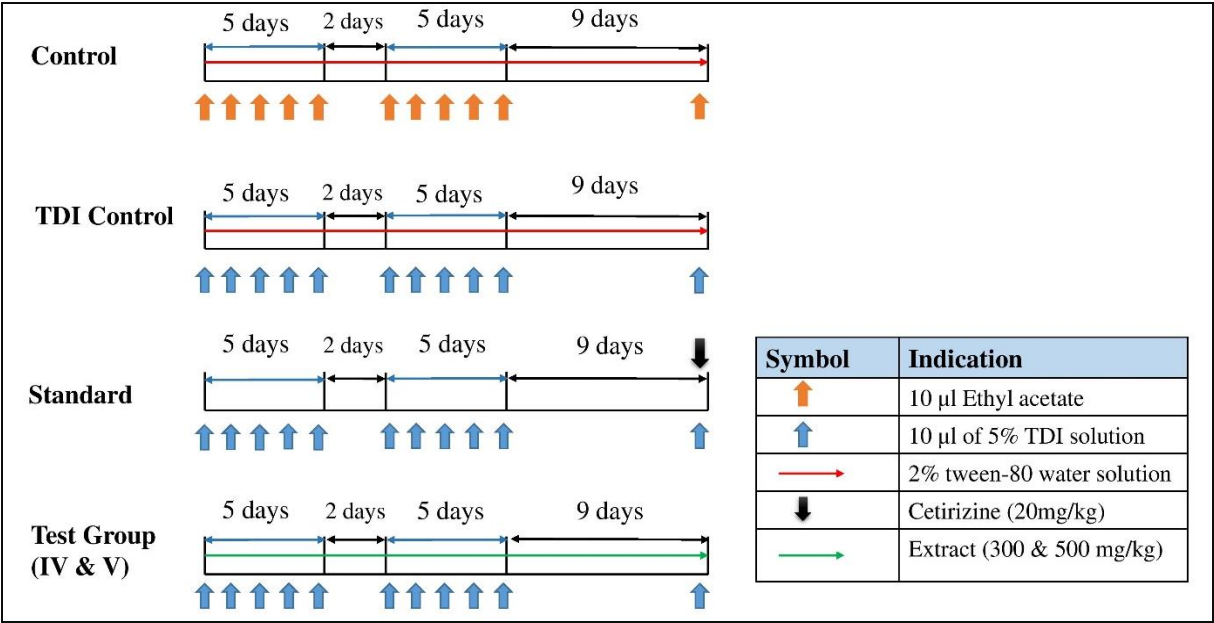 5 days 2 days 5 days 9 days
Control
5 days 2 days 5 days 9 days
TDI Control
5 days 2 days 5 days 9 days
Standard
5 days 2 days 5 days 9 days
Test Group
(IV & V)
Symbol Indication
10 µl Ethyl acetate
10 µl of 5% TDI solution
2% tween-80 water solution
Cetirizine (20mg/kg)
Extract (300 & 500 mg/kg)